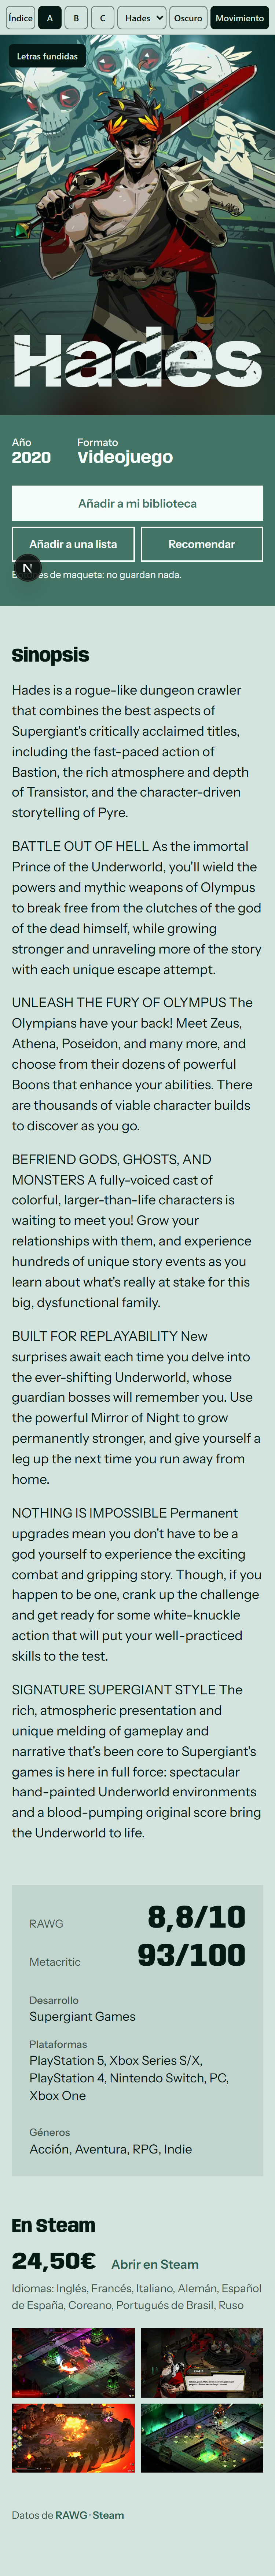 Índice A B C Hades Oscuro Movimiento
Letras fundidas
Hades
Año Formato
2020 Videojuego
Añadir a mi biblioteca
Añadir a una lista Recomendar
N
de maqueta: no guardan nada.
Sinopsis
Hades is a rogue-like dungeon crawler
that combines the best aspects of
Supergiant's critically acclaimed titles,
including the fast-paced action of
Bastion, the rich atmosphere and depth
of Transistor, and the character-driven
storytelling of Pyre.
BATTLE OUT OF HELL As the immortal
Prince of the Underworld, you'll wield the
powers and mythic weapons of Olympus
to break free from the clutches of the god
of the dead himself, while growing
stronger and unraveling more of the story
with each unique escape attempt.
UNLEASH THE FURY OF OLYMPUS The
Olympians have your back! Meet Zeus,
Athena, Poseidon, and many more, and
choose from their dozens of powerful
Boons that enhance your abilities. There
are thousands of viable character builds
to discover as you go.
BEFRIEND GODS, GHOSTS, AND
MONSTERS A fully-voiced cast of
colorful, larger-than-life characters is
waiting to meet you! Grow your
relationships with them, and experience
hundreds of unique story events as you
learn about what's really at stake for this
big, dysfunctional family.
BUILT FOR REPLAYABILITY New
surprises await each time you delve into
the ever-shifting Underworld, whose
guardian bosses will remember you. Use
the powerful Mirror of Night to grow
permanently stronger, and give yourself a
leg up the next time you run away from
home.
NOTHING IS IMPOSSIBLE Permanent
upgrades mean you don't have to be a
god yourself to experience the exciting
combat and gripping story. Though, if you
happen to be one, crank up the challenge
and get ready for some white-knuckle
action that will put your well-practiced
skills to the test.
SIGNATURE SUPERGIANT STYLE The
rich, atmospheric presentation and
unique melding of gameplay and
narrative that's been core to Supergiant's
games is here in full force: spectacular
hand-painted Underworld environments
and a blood-pumping original score bring
the Underworld to life.
RAWG 8,8/10
Metacritic 93/100
Desarrollo
Supergiant Games
Plataformas
PlayStation 5, Xbox Series S/X,
PlayStation 4, Nintendo Switch, PC,
Xbox One
Géneros
Acción, Aventura, RPG, Indie
En Steam
24,50€ Abrir en Steam
Idiomas: Inglés, Francés, Italiano, Alemán, Español
de España, Coreano, Portugués de Brasil, Ruso
Datos de RAWG · Steam